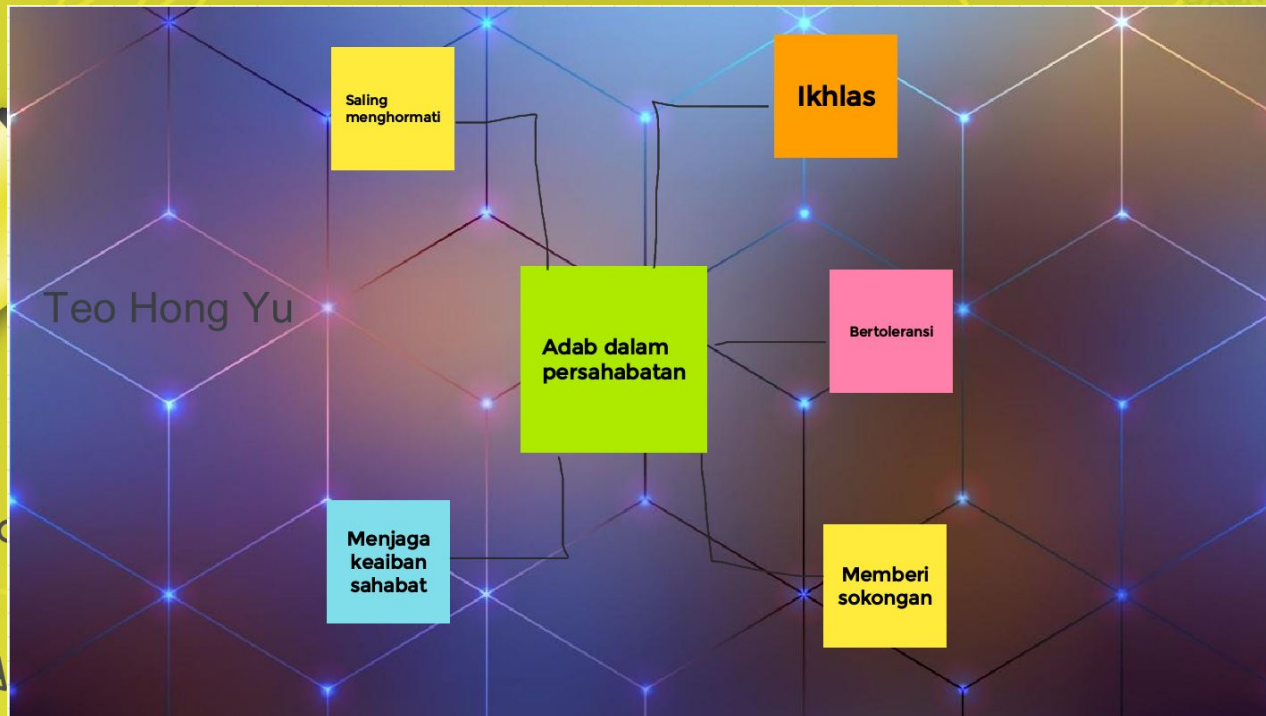 Saling
menghormati
Ikhlas
Teo Hong Yu
Adab dalam
persahabatan
Bertoleransi
Menjaga
keaiban
sahabat
Memberi
sokongan